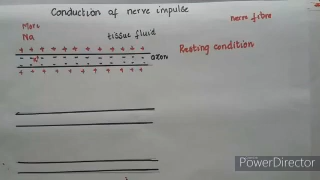 Conduction of nerve impulse
nerve fibre
More
Na
tissue fluid
Resting condition
+ + + + + + + + + + + +
- - - - - - - - - - - -
axon
+ + + + + + + + + + + +
PowerDirector